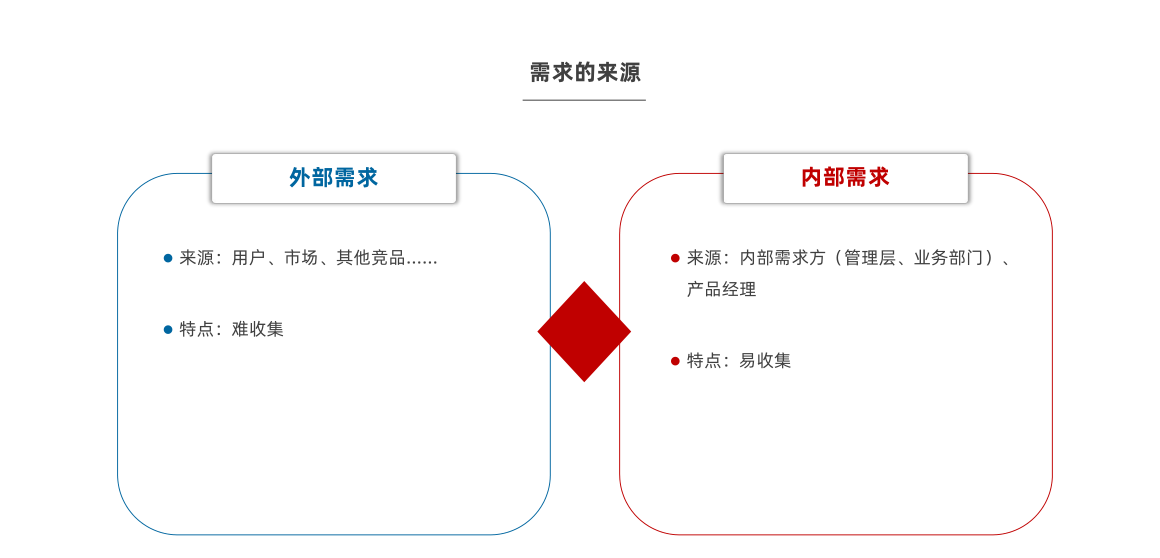 需求的来源
外部需求
来源：用户、市场、其他竞品......
特点：难收集
内部需求
来源：内部需求方（管理层、业务部门）、
产品经理
特点：易收集